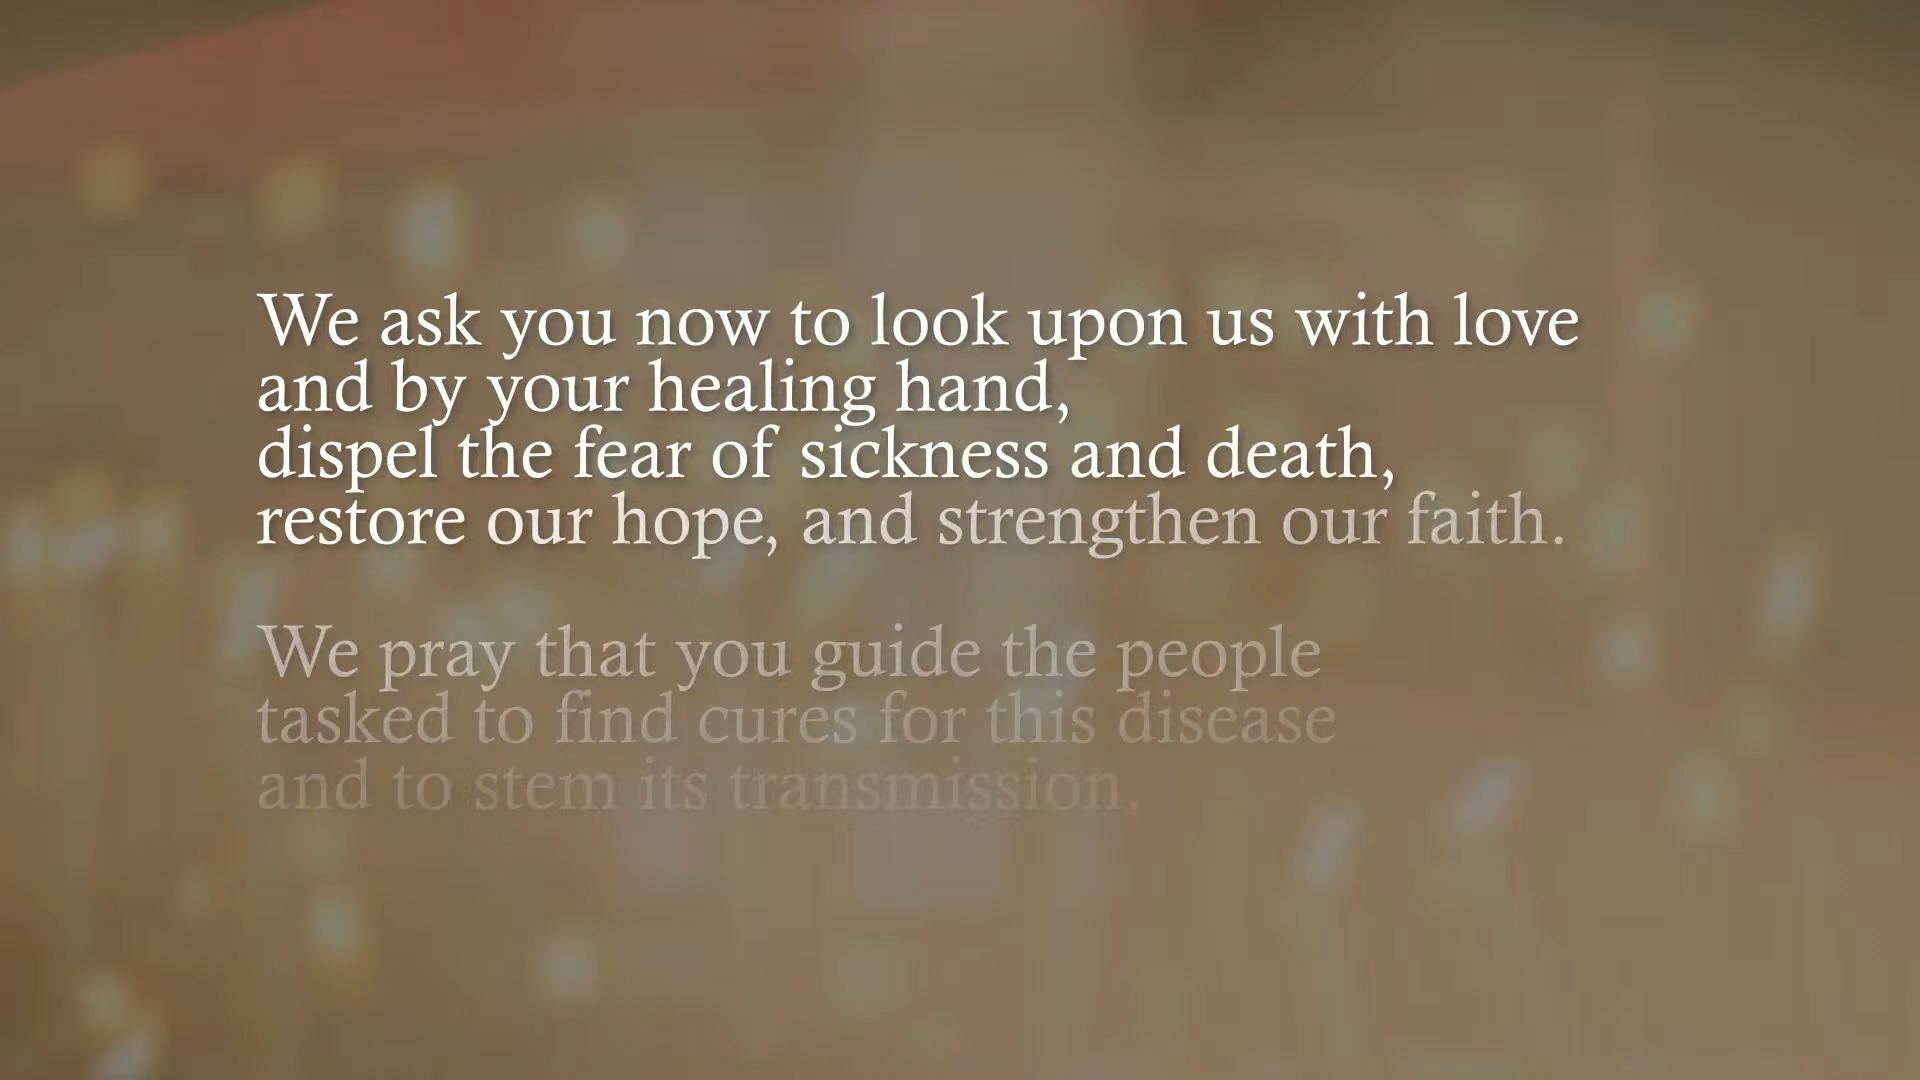 We ask you now to look upon us with love
and by your healing hand,
dispel the fear of sickness and death,
restore our hope, and strengthen our faith.
We pray that you guide the people
tasked to find cures for this disease
and to stem its transmission.